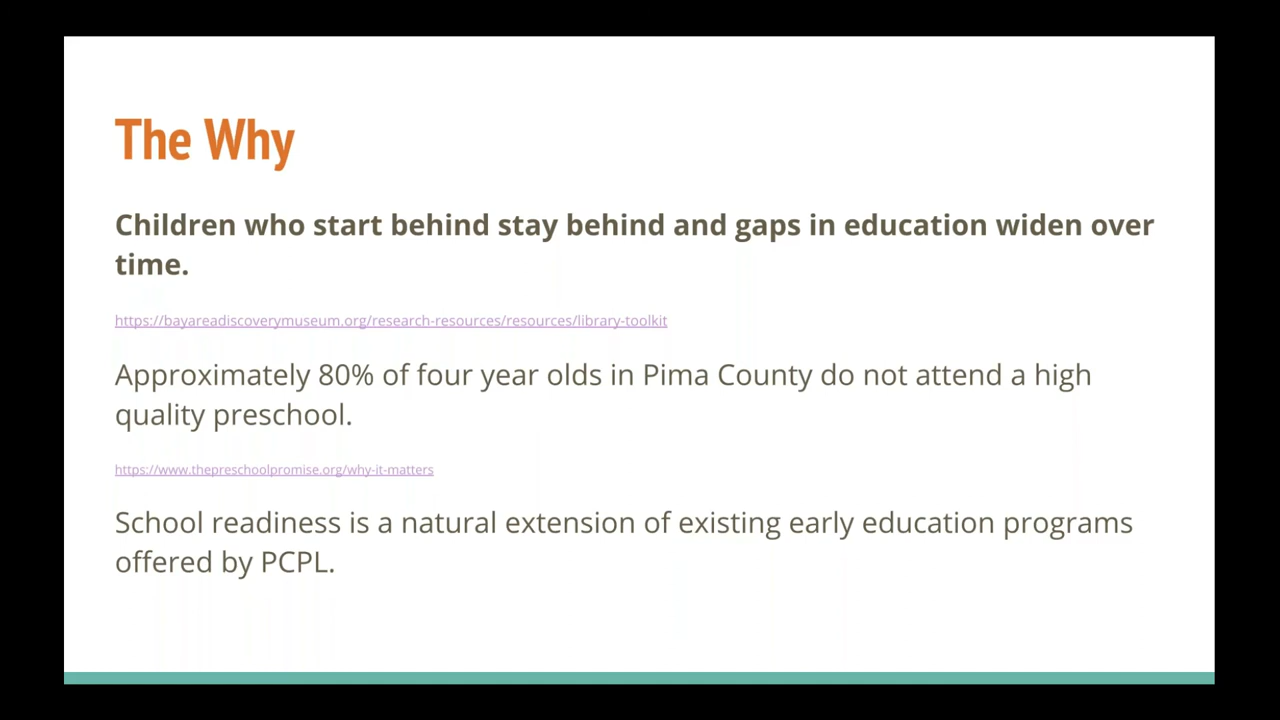 The Why
Children who start behind stay behind and gaps in education widen over
time.
https://bayareadiscoverymuseum.org/research-resources/resources/library-toolkit
Approximately 80% of four year olds in Pima County do not attend a high
quality preschool.
https://www.thepreschoolpromise.org/why-it-matters
School readiness is a natural extension of existing early education programs
offered by PCPL.